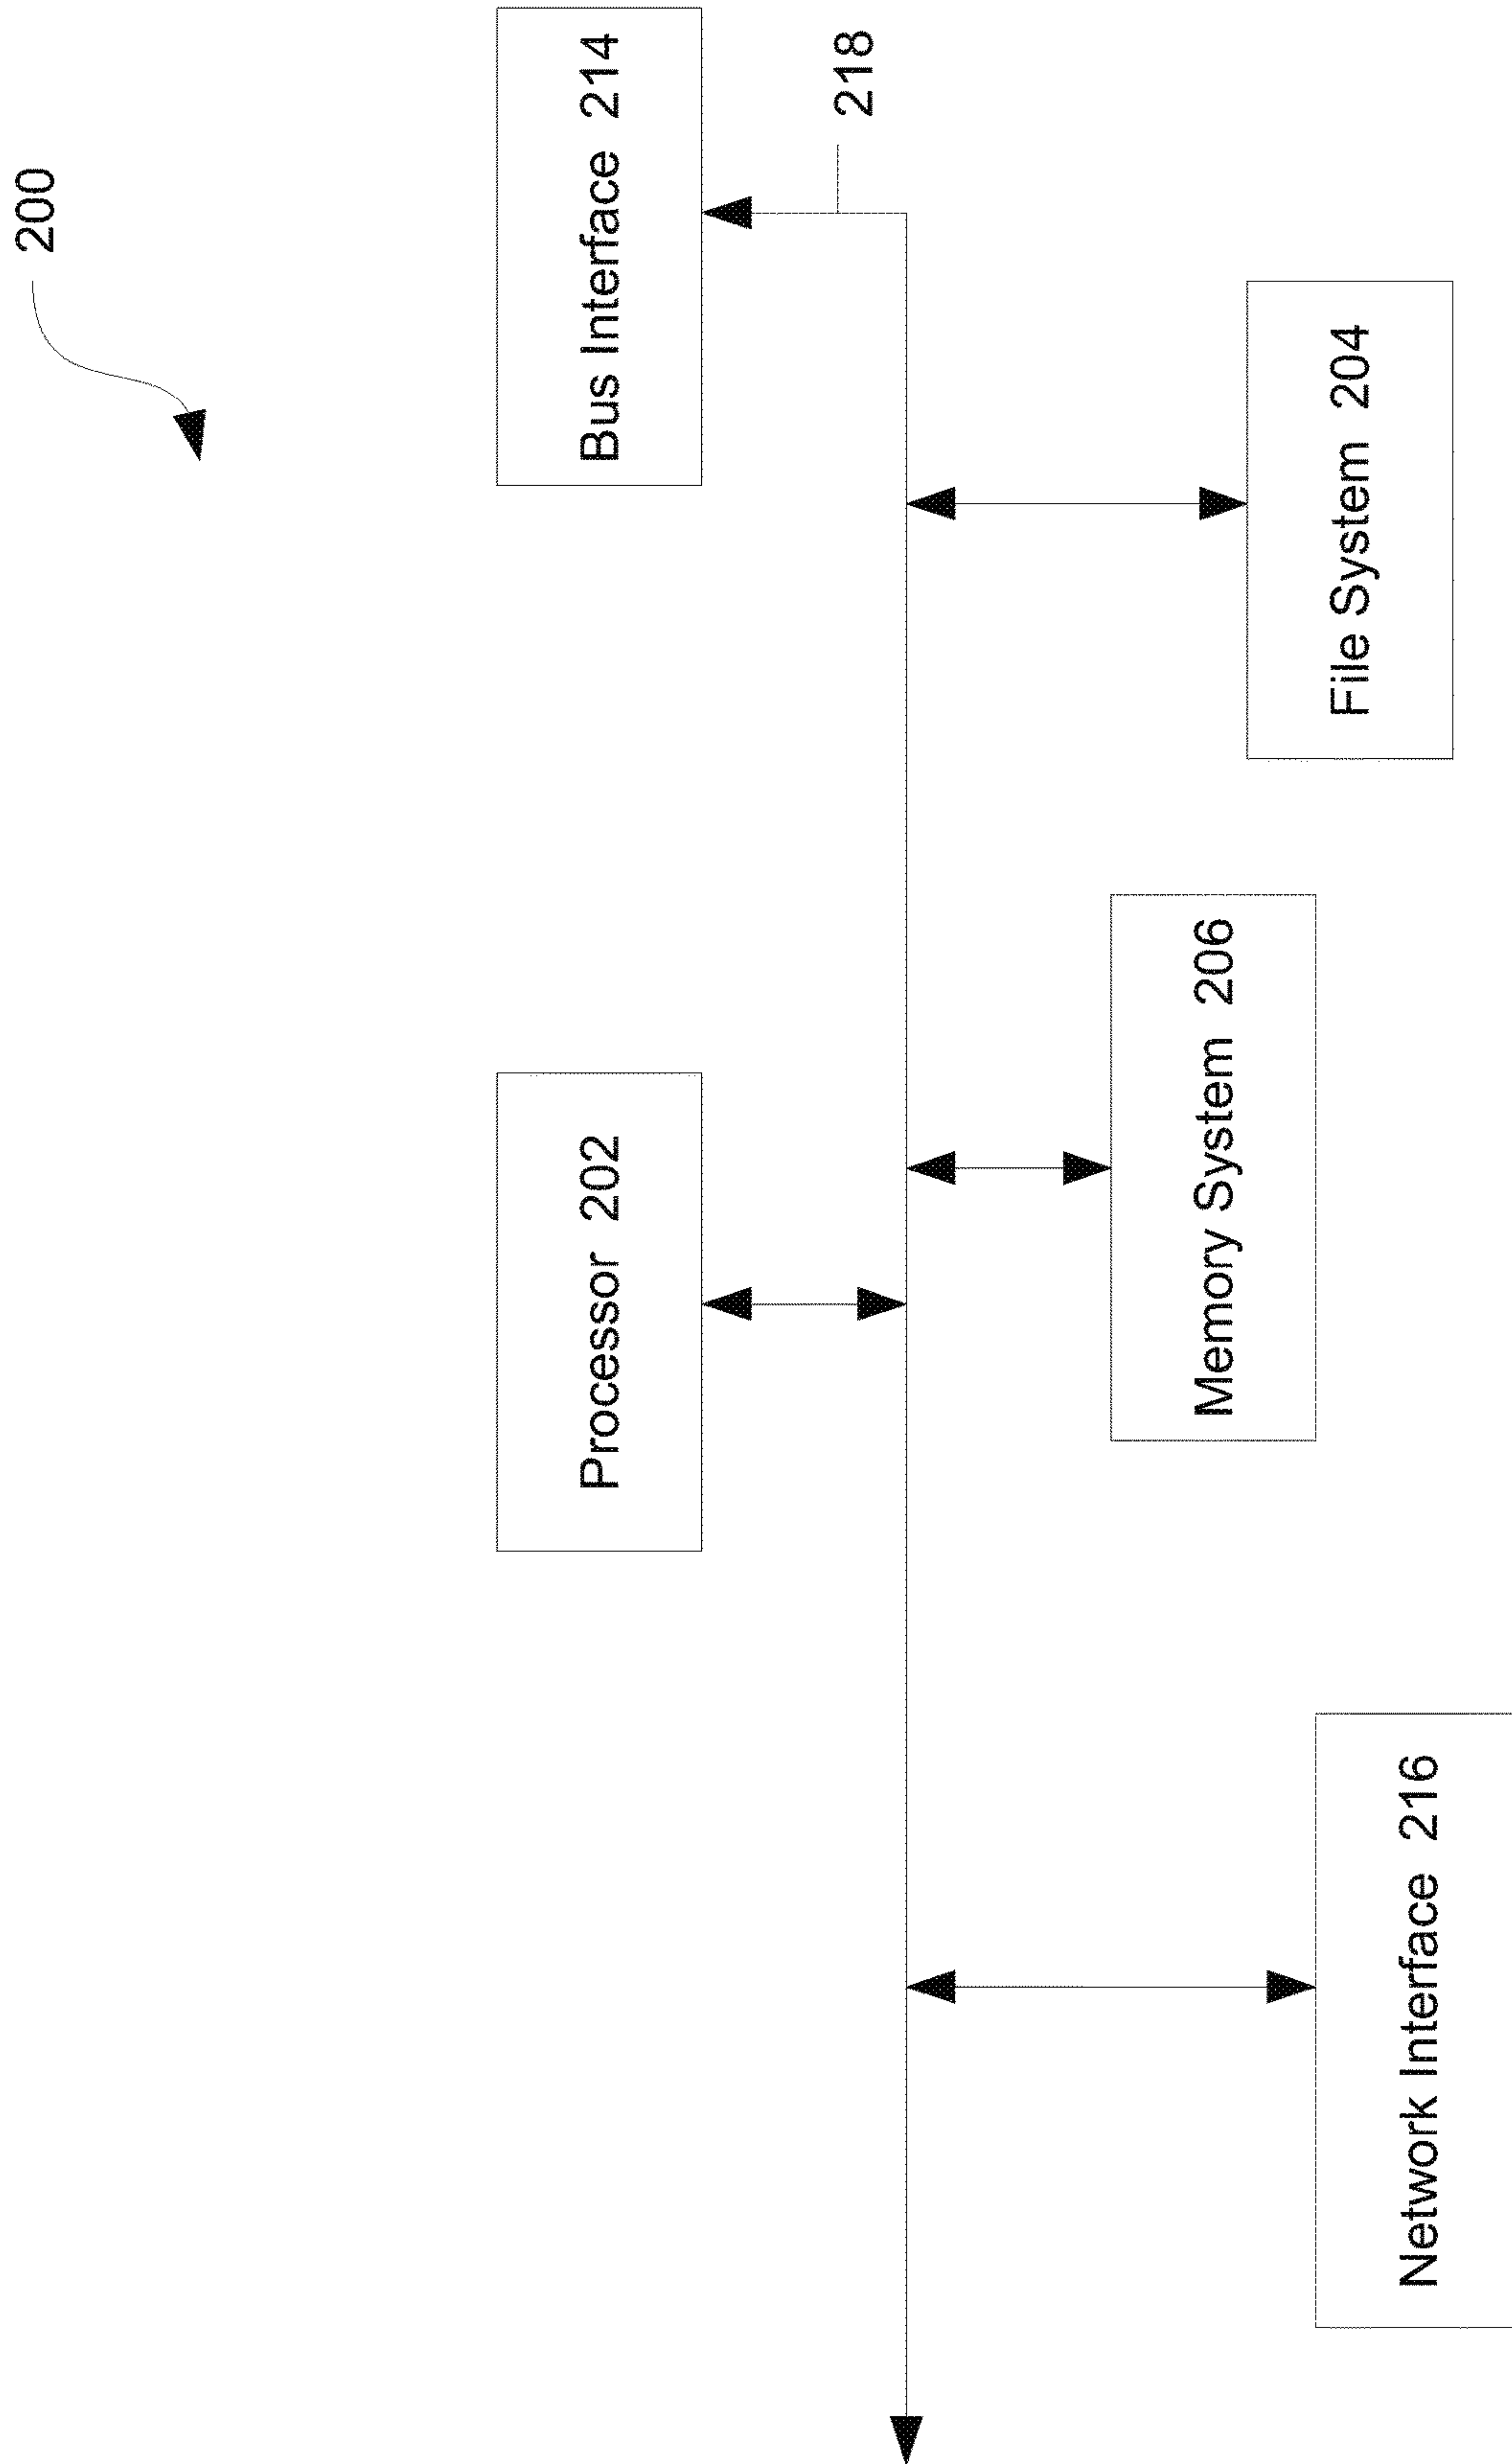 200
Bus Interface 214
218
Processor 202
File System 204
Memory System 206
Network Interface 216